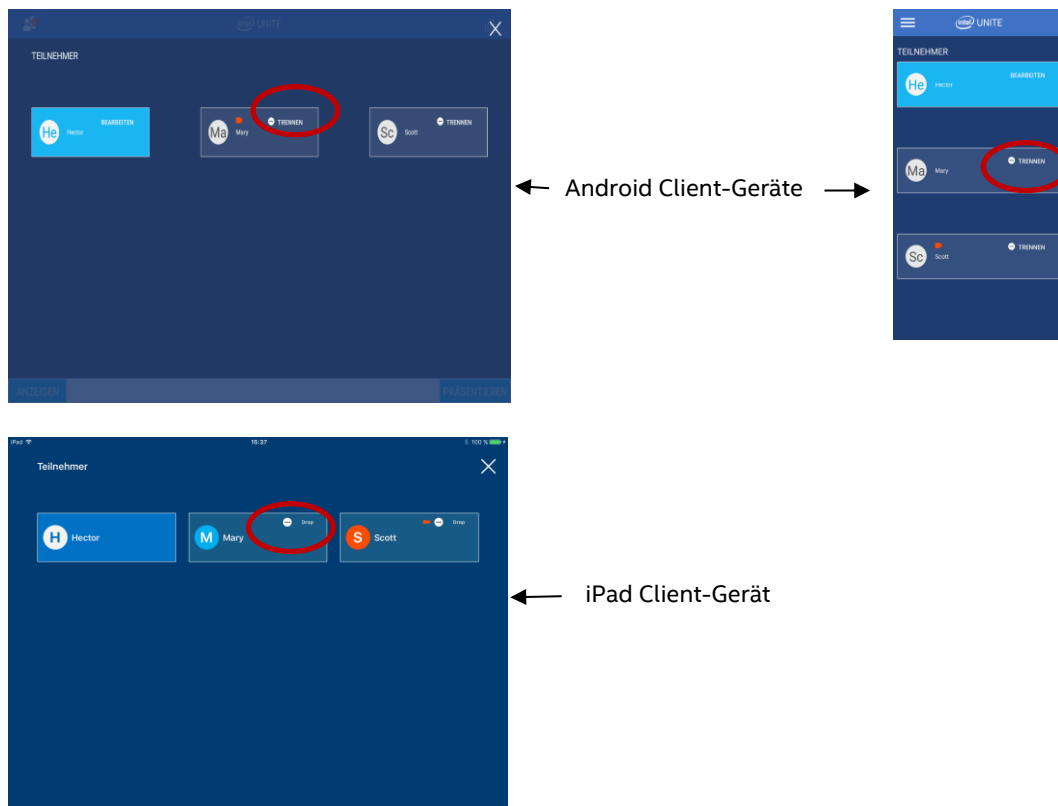 intel UNITE
TEILNEHMER
He Hector BEARBEITEN
Ma Mary TRENNEN
Sc Scott TRENNEN
ANZEIGEN PRÄSENTIEREN
Android Client-Geräte
intel UNITE
TEILNEHMER
He Hector BEARBEITEN
Ma Mary TRENNEN
Sc Scott TRENNEN
iPad 15:37 100 %
Teilnehmer
H Hector
M Mary Drop
S Scott Drop
iPad Client-Gerät